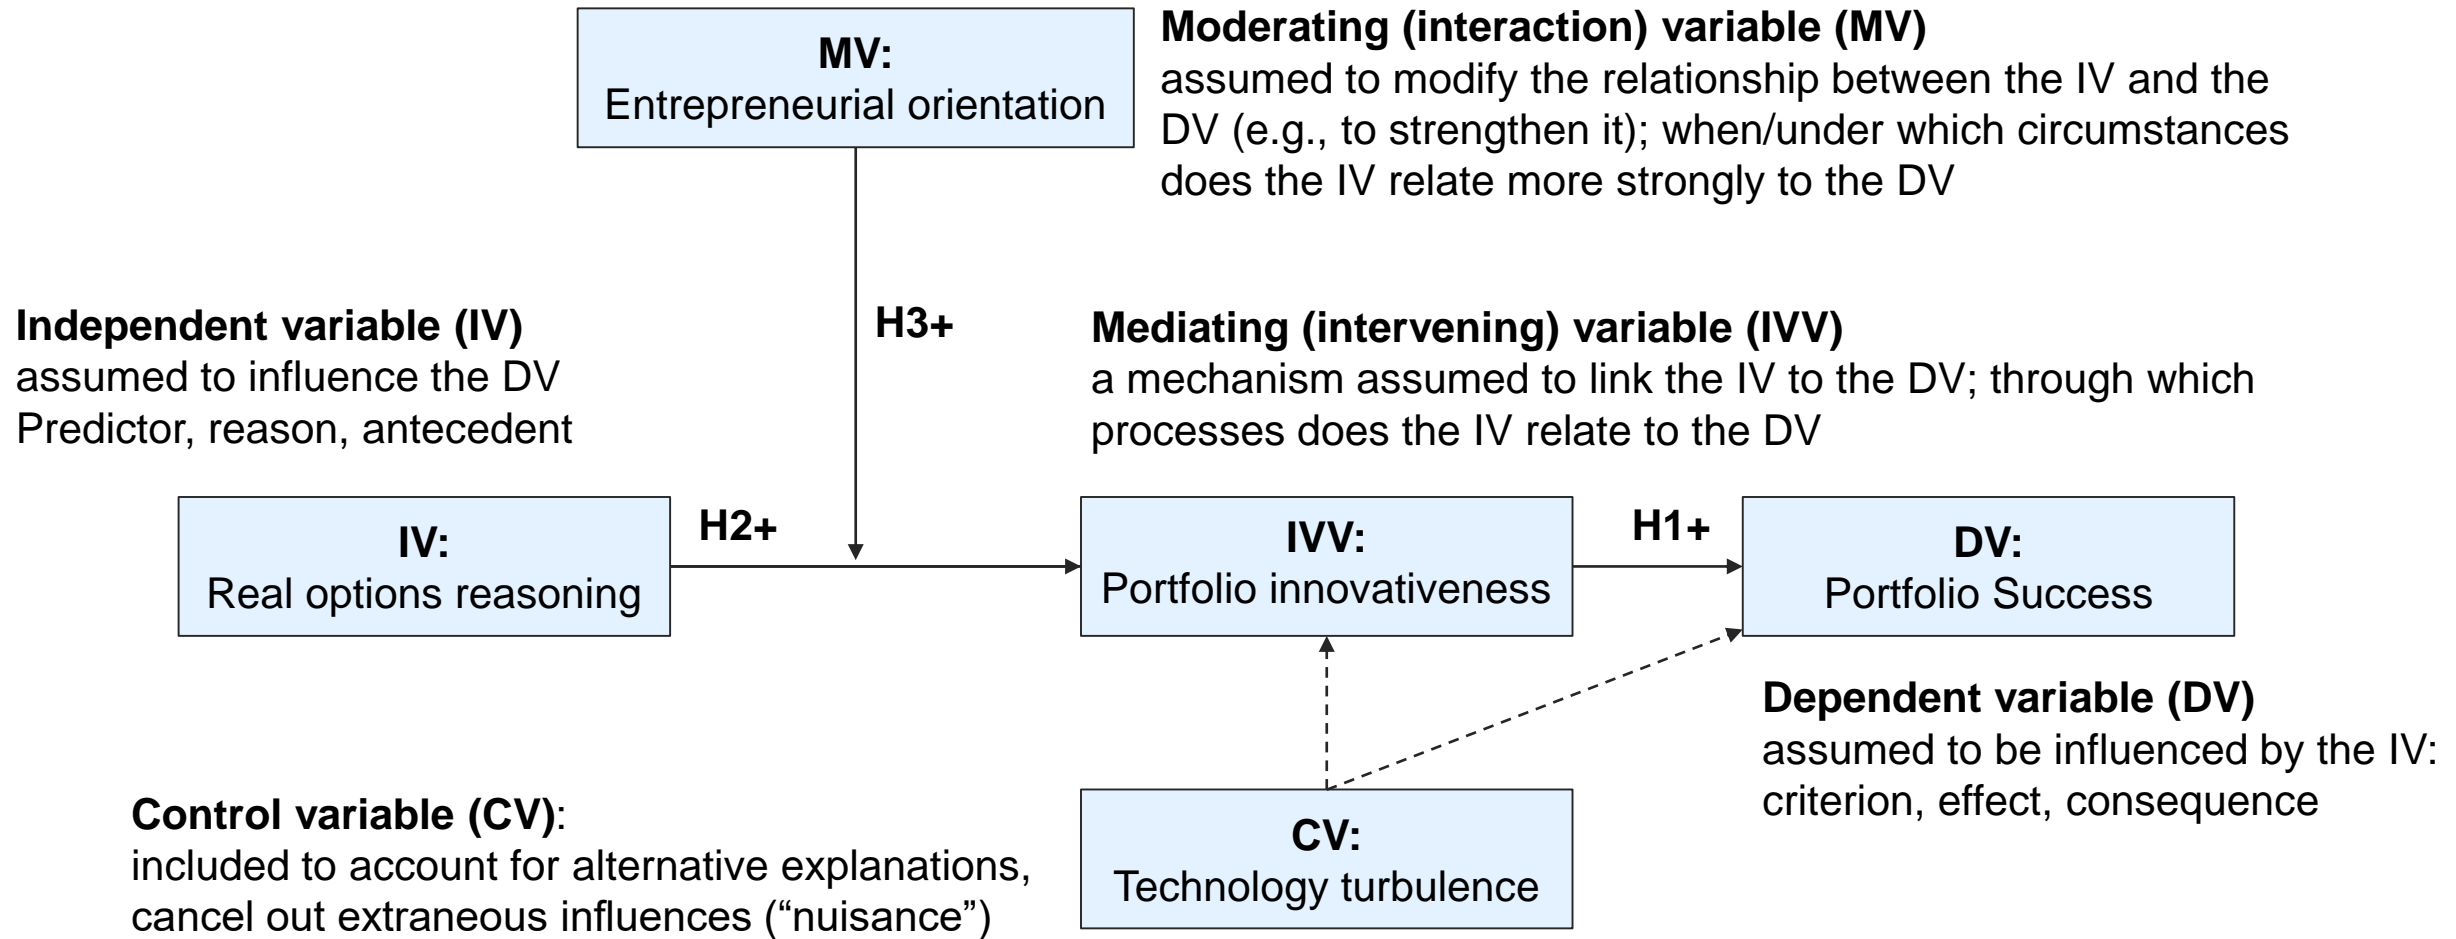 MV:
Entrepreneurial orientation
Moderating (interaction) variable (MV)
assumed to modify the relationship between the IV and the
DV (e.g., to strengthen it); when/under which circumstances
does the IV relate more strongly to the DV
H3+
Independent variable (IV)
assumed to influence the DV
Predictor, reason, antecedent
Mediating (intervening) variable (IVV)
a mechanism assumed to link the IV to the DV; through which
processes does the IV relate to the DV
IV:
Real options reasoning
H2+
IVV:
Portfolio innovativeness
H1+
DV:
Portfolio Success
Dependent variable (DV)
assumed to be influenced by the IV:
criterion, effect, consequence
Control variable (CV):
included to account for alternative explanations,
cancel out extraneous influences (“nuisance”)
CV:
Technology turbulence